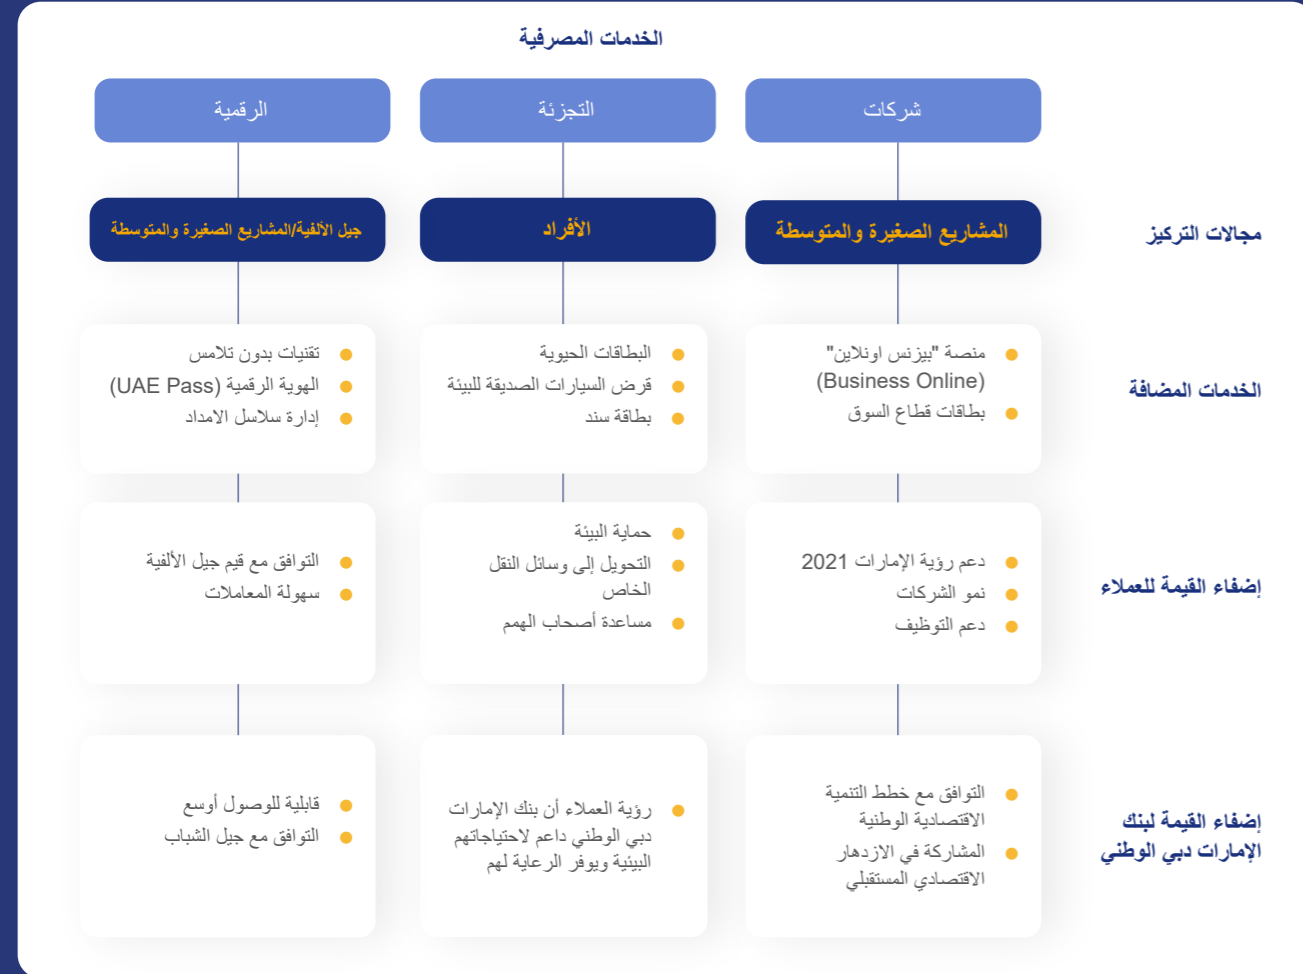 الخدمات المصرفية
شركات
التجزئة
الرقمية
مجالات التركيز
المشاريع الصغيرة والمتوسطة
الأفراد
جيل الألفية/المشاريع الصغيرة والمتوسطة
الخدمات المضافة
منصة "بيزنس اونلاين"
(Business Online)
بطاقات قطاع السوق
البطاقات الحيوية
قرض السيارات الصديقة للبيئة
بطاقة سند
تقنيات بدون تلامس
الهوية الرقمية (UAE Pass)
إدارة سلاسل الامداد
إضفاء القيمة للعملاء
دعم رؤية الإمارات 2021
نمو الشركات
دعم التوظيف
حماية البيئة
التحويل إلى وسائل النقل
الخاص
مساعدة أصحاب الهمم
التوافق مع قيم جيل الألفية
سهولة المعاملات
إضفاء القيمة لبنك
الإمارات دبي الوطني
التوافق مع خطط التنمية
الاقتصادية الوطنية
المشاركة في الازدهار
الاقتصادي المستقبلي
رؤية العملاء أن بنك الإمارات
دبي الوطني داعم لاحتياجاتهم
البيئية ويوفر الرعاية لهم
قابلية للوصول أوسع
التوافق مع جيل الشباب